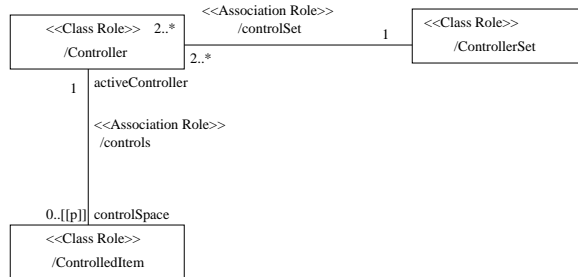 <<Association Role>>
/controlSet
<<Class Role>> 2..*
/Controller
2..*
1
<<Class Role>>
/ControllerSet
1
activeController
<<Association Role>>
/controls
0..[[p]] controlSpace
<<Class Role>>
/ControlledItem